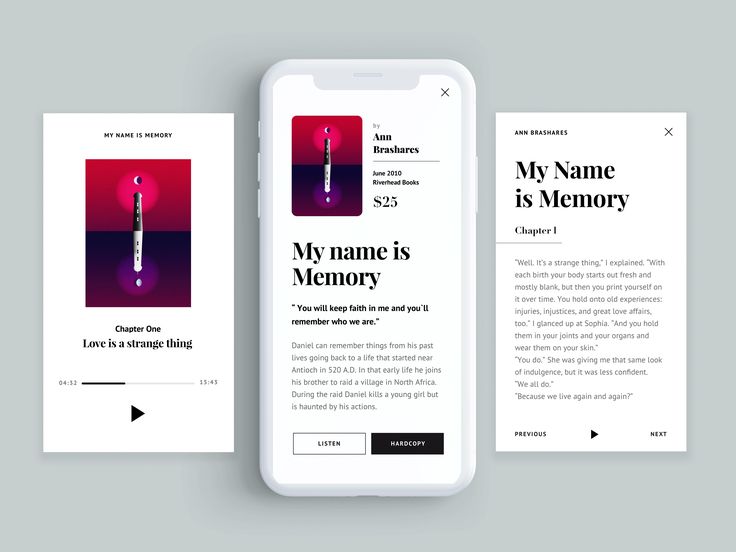 MY NAME IS MEMORY
Chapter One
Love is a strange thing
04:32
15:43
by
Ann
Brashares
June 2010
Riverhead Books
$25
My name is
Memory
“ You will keep faith in me and you`ll
remember who we are.”
Daniel can remember things from his past
lives going back to a life that started near
Antioch in 520 A.D. In that early life he joins
his brother to raid a village in North Africa.
During the raid Daniel kills a young girl but
is haunted by his actions.
LISTEN
HARDCOPY
ANN BRASHARES
My Name
is Memory
Chapter 1
“Well. It’s a strange thing,” I explained. “With
each birth your body starts out fresh and
mostly blank, but then you print yourself on
it over time. You hold onto old experiences:
injuries, injustices, and great love affairs,
too.” I glanced up at Sophia. “And you hold
them in your joints and your organs and
wear them on your skin.”
“You do.” She was giving me that same look
of indulgence, but it was less confident.
“We all do.”
“Because we live again and again?”
PREVIOUS
NEXT